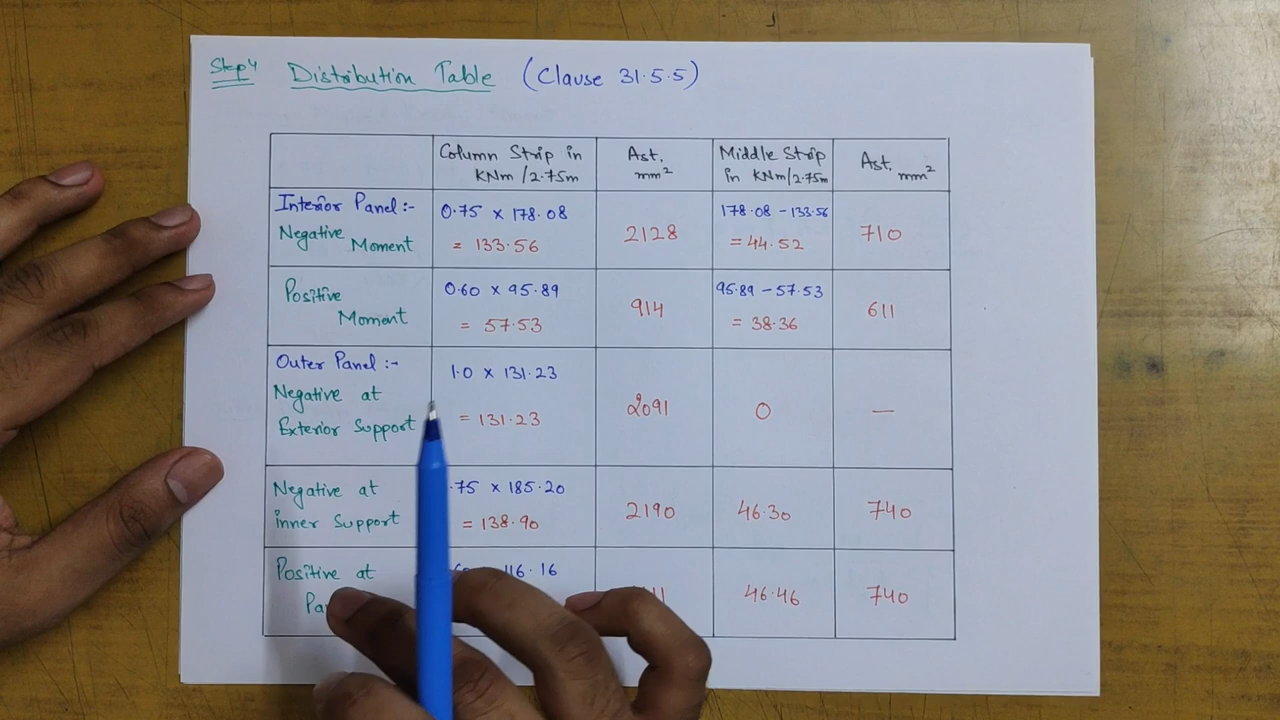 Step 4 Distribution Table (Clause 31.5.5)
Column Strip in
KNm/2.75m
Ast.
mm²
Middle Strip
in KNm/2.75m
Ast. mm²
Interior Panel:-
Negative Moment
0.75 × 178.08
= 133.56
2128
178.08 - 133.56
= 44.52
710
Positive
Moment
0.60 × 95.89
= 57.53
914
95.89 - 57.53
= 38.36
611
Outer Panel:-
Negative at
Exterior Support
1.0 × 131.23
= 131.23
2091
0
—
Negative at
inner Support
.75 × 185.20
= 138.90
2190
46.30
740
Positive at
116.16
46.46
740